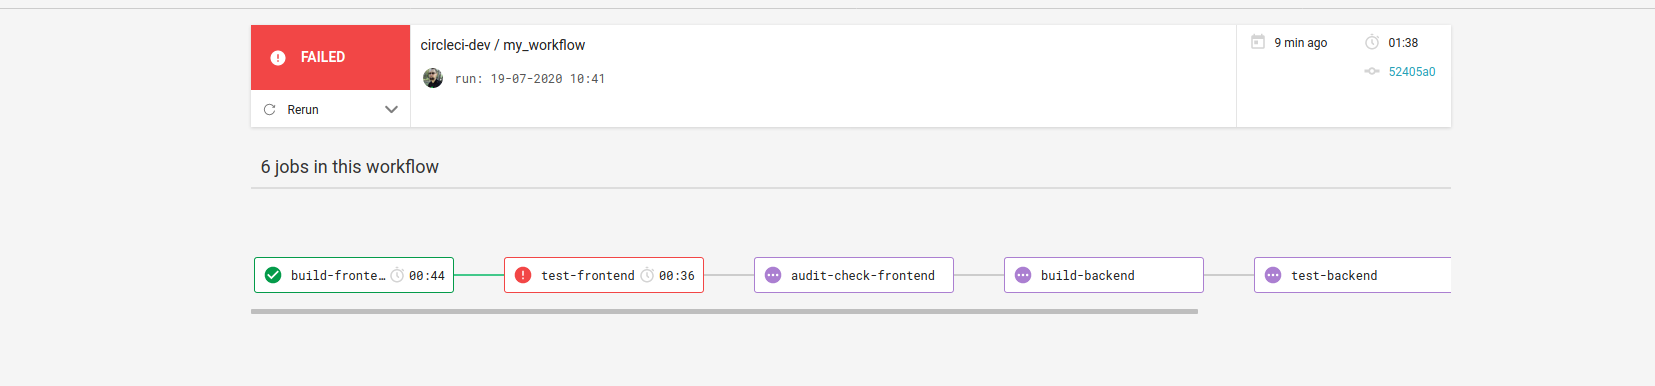 FAILED
circleci-dev / my_workflow
9 min ago
01:38
run: 19-07-2020 10:41
52405a0
Rerun
6 jobs in this workflow
build-fronte… 00:44
test-frontend 00:36
audit-check-frontend
build-backend
test-backend